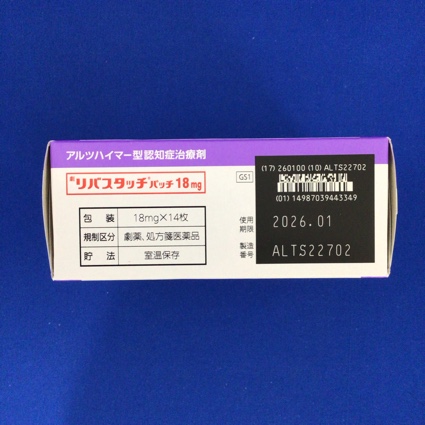 アルツハイマー型認知症治療剤
リバスタッチ®パッチ18mg
包装 18mg×14枚
規制区分 劇薬、処方箋医薬品
貯法 室温保存
GS1
(17) 260100 (10) ALTS22702
(01) 14987039443349
使用期限 2026.01
製造番号 ALTS22702